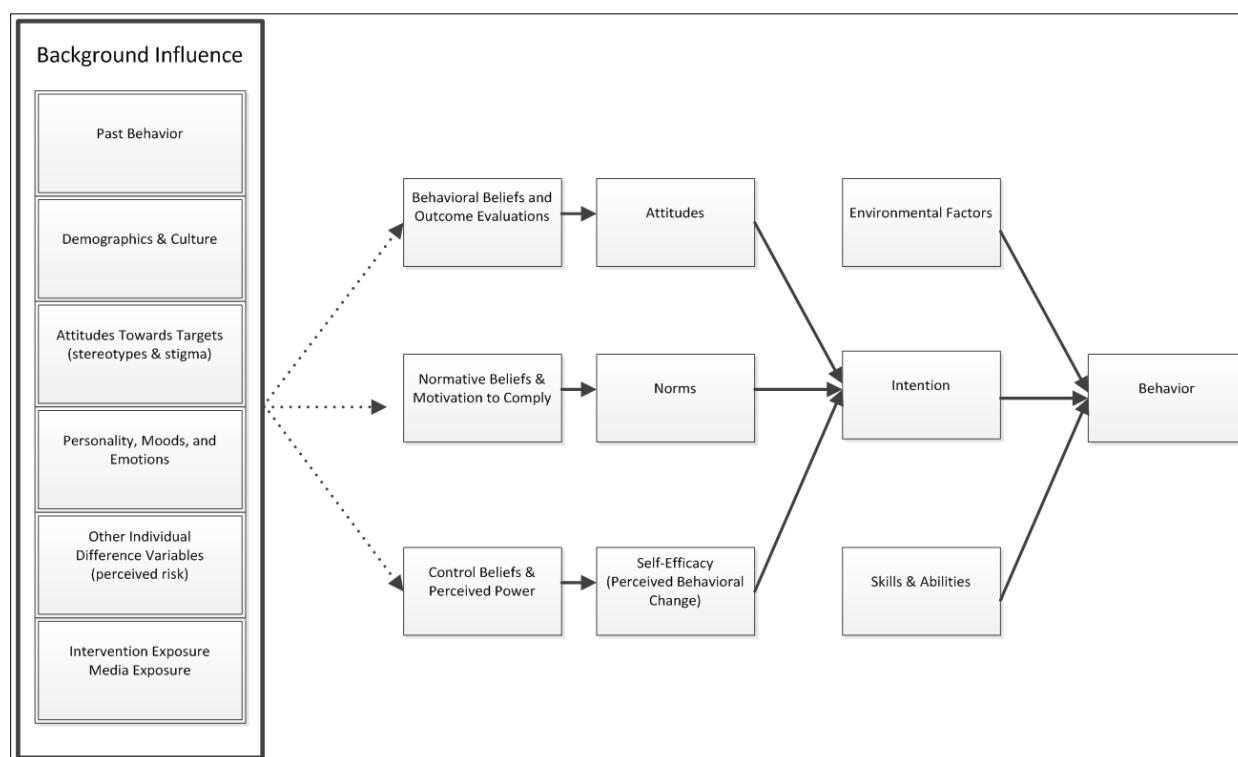 Background Influence
Past Behavior
Demographics & Culture
Attitudes Towards Targets
(stereotypes & stigma)
Personality, Moods, and
Emotions
Other Individual
Difference Variables
(perceived risk)
Intervention Exposure
Media Exposure
Behavioral Beliefs and
Outcome Evaluations
Attitudes
Environmental Factors
Normative Beliefs &
Motivation to Comply
Norms
Intention
Behavior
Control Beliefs &
Perceived Power
Self-Efficacy
(Perceived Behavioral
Change)
Skills & Abilities